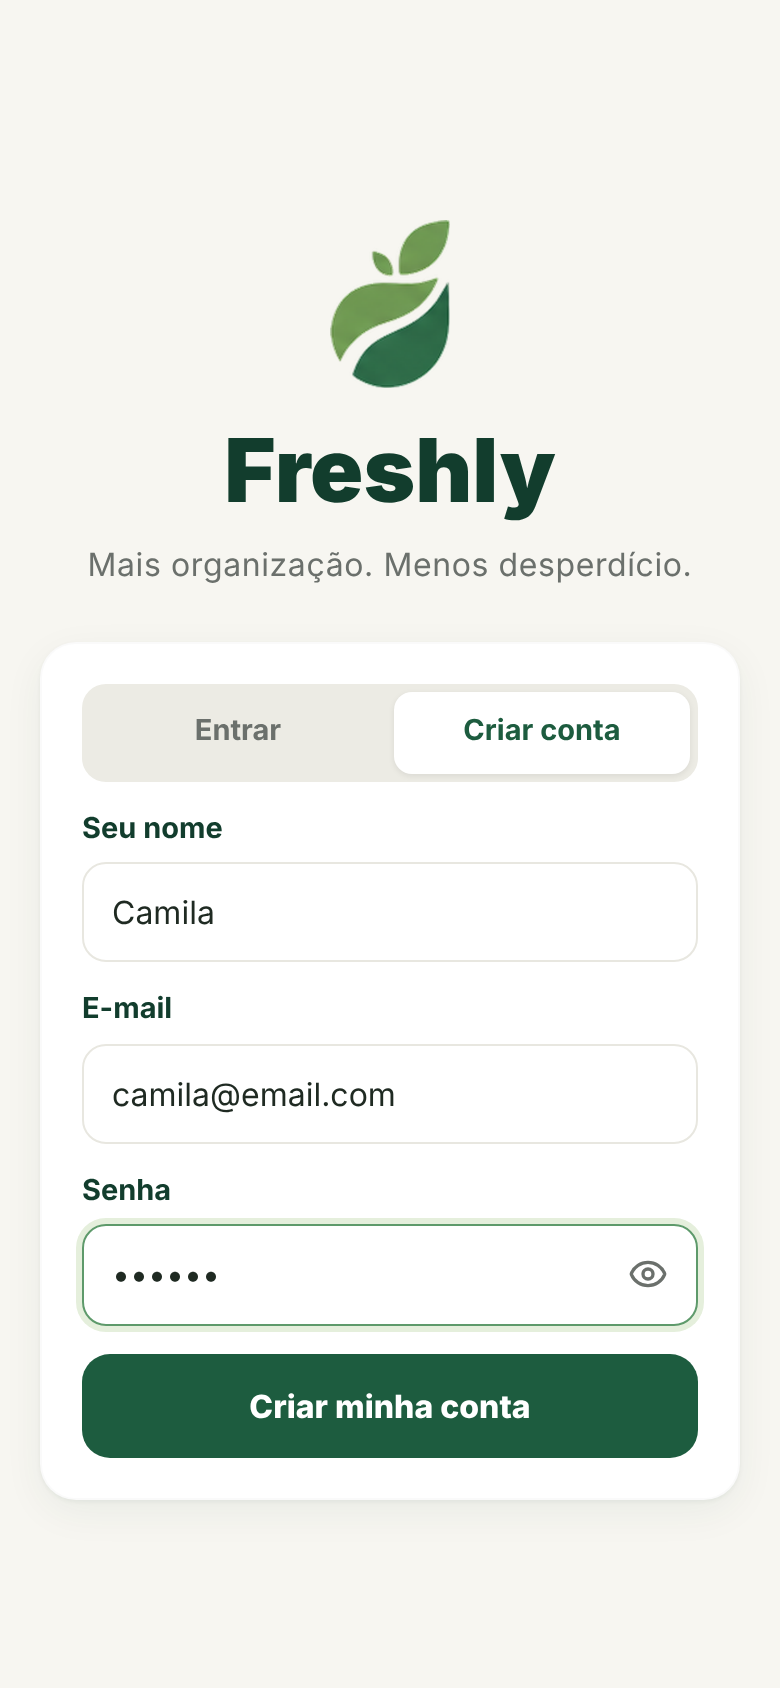 Freshly
Mais organização. Menos desperdício.
Entrar
Criar conta
Seu nome
Camila
E-mail
camila@email.com
Senha
••••••
Criar minha conta